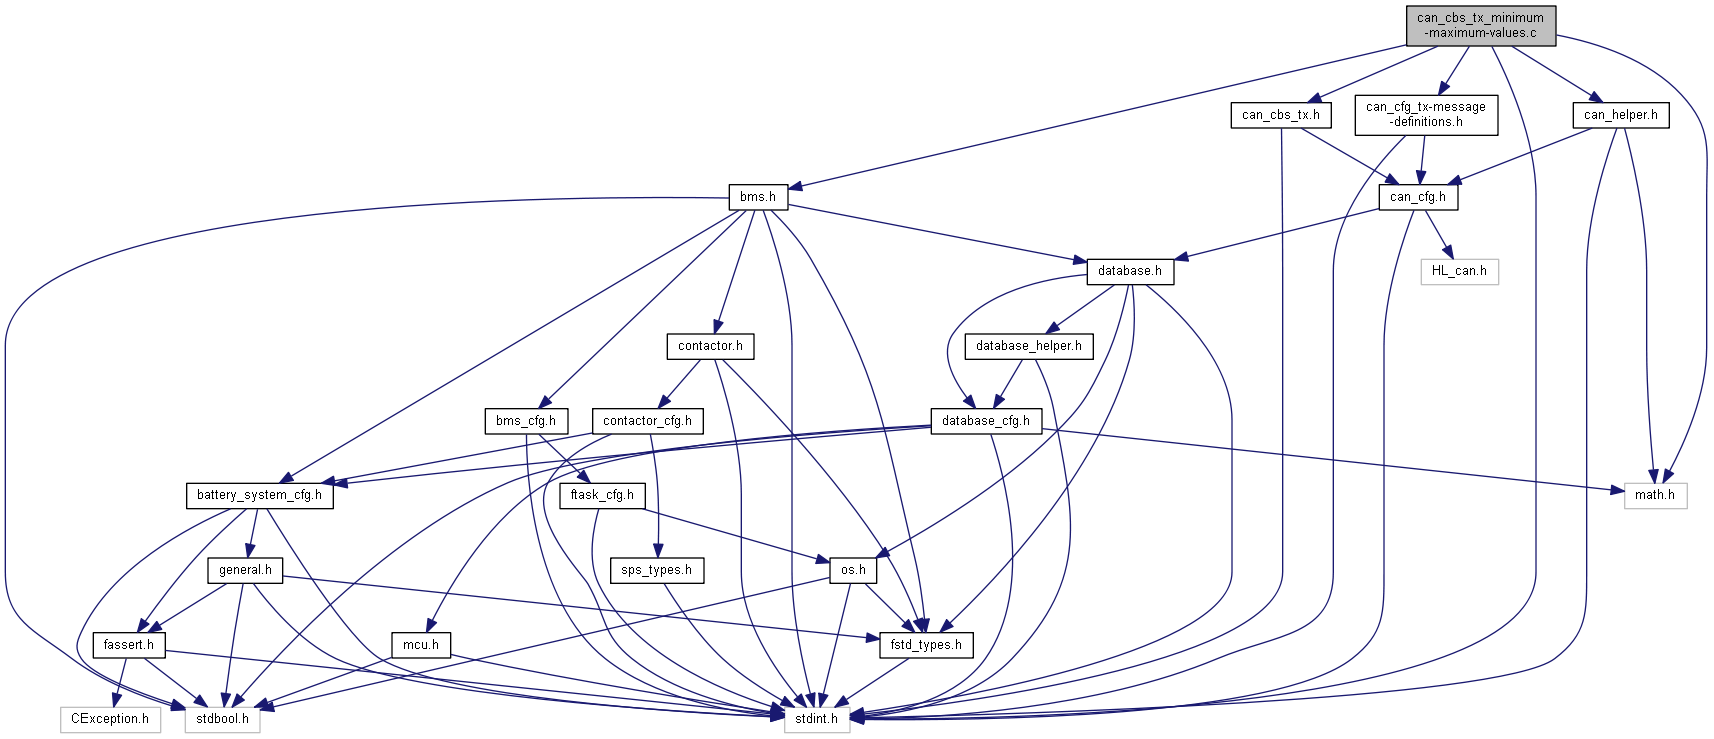 can_cbs_tx_minimum
-maximum-values.c
can_cbs_tx.h
can_cfg_tx-message
-definitions.h
can_helper.h
bms.h
can_cfg.h
database.h
HL_can.h
contactor.h
database_helper.h
bms_cfg.h
contactor_cfg.h
database_cfg.h
battery_system_cfg.h
ftask_cfg.h
math.h
general.h
sps_types.h
os.h
fassert.h
mcu.h
fstd_types.h
CException.h
stdbool.h
stdint.h